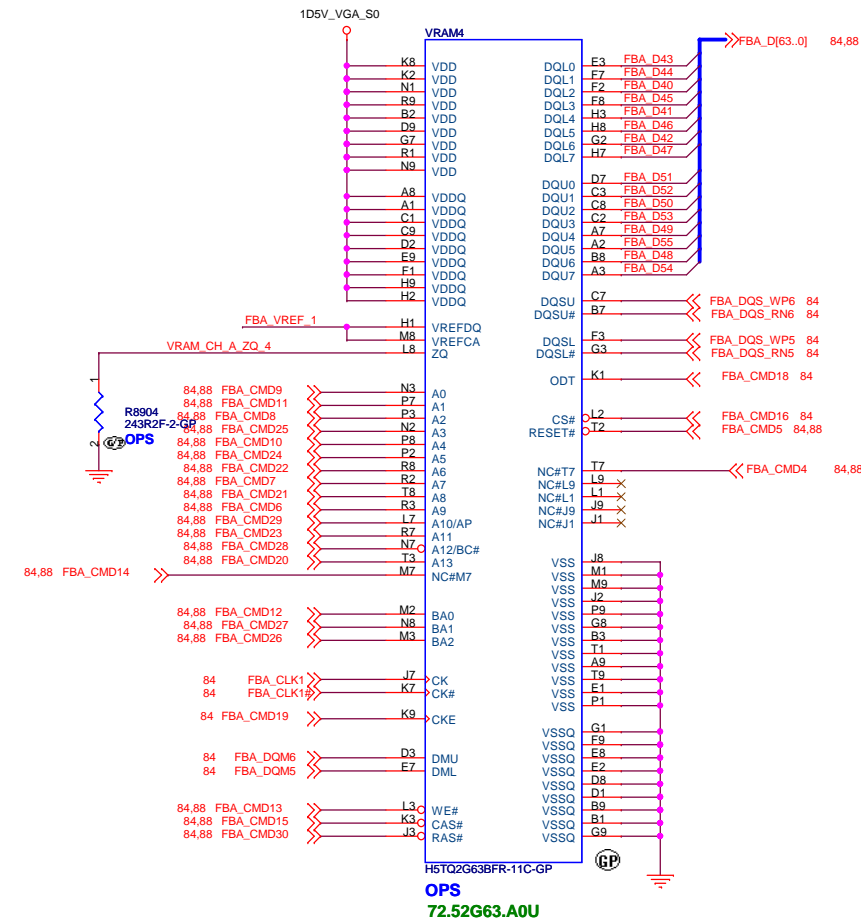 1D5V_VGA_S0
VRAM4
FBA_D[63..0] 84,88
K8 VDD DQL0 E3 FBA_D43
K2 VDD DQL1 F7 FBA_D44
N1 VDD DQL2 F2 FBA_D40
R9 VDD DQL3 F8 FBA_D45
B2 VDD DQL4 H3 FBA_D41
D9 VDD DQL5 H8 FBA_D46
G7 VDD DQL6 G2 FBA_D42
R1 VDD DQL7 H7 FBA_D47
N9 VDD
DQU0 D7 FBA_D51
A8 VDDQ DQU1 C3 FBA_D52
A1 VDDQ DQU2 C8 FBA_D50
C1 VDDQ DQU3 C2 FBA_D53
C9 VDDQ DQU4 A7 FBA_D49
D2 VDDQ DQU5 A2 FBA_D55
E9 VDDQ DQU6 B8 FBA_D48
F1 VDDQ DQU7 A3 FBA_D54
H9 VDDQ
H2 VDDQ DQSU C7 FBA_DQS_WP6 84
DQSU# B7 FBA_DQS_RN6 84
FBA_VREF_1 H1 VREFDQ
M8 VREFCA DQSL F3 FBA_DQS_WP5 84
VRAM_CH_A_ZQ_4 L8 ZQ DQSL# G3 FBA_DQS_RN5 84
ODT K1 FBA_CMD18 84
1
R8904
243R2F-2-GP
OPS
2
GP
84,88 FBA_CMD9 N3 A0
84,88 FBA_CMD11 P7 A1
84,88 FBA_CMD8 P3 A2 CS# L2 FBA_CMD16 84
84,88 FBA_CMD25 N2 A3 RESET# T2 FBA_CMD5 84,88
84,88 FBA_CMD10 P8 A4
84,88 FBA_CMD24 P2 A5
84,88 FBA_CMD22 R8 A6 NC#T7 T7 FBA_CMD4 84,88
84,88 FBA_CMD7 R2 A7 NC#L9 L9
84,88 FBA_CMD21 T8 A8 NC#L1 L1
84,88 FBA_CMD6 R3 A9 NC#J9 J9
84,88 FBA_CMD29 L7 A10/AP NC#J1 J1
84,88 FBA_CMD23 R7 A11
84,88 FBA_CMD28 N7 A12/BC#
84,88 FBA_CMD20 T3 A13 VSS J8
84,88 FBA_CMD14 M7 NC#M7 VSS M1
VSS M9
VSS J2
84,88 FBA_CMD12 M2 BA0 VSS P9
84,88 FBA_CMD27 N8 BA1 VSS G8
84,88 FBA_CMD26 M3 BA2 VSS B3
VSS T1
VSS A9
84 FBA_CLK1 J7 CK VSS T9
84 FBA_CLK1# K7 CK# VSS E1
VSS P1
84 FBA_CMD19 K9 CKE
VSSQ G1
VSSQ F9
84 FBA_DQM6 D3 DMU VSSQ E8
84 FBA_DQM5 E7 DML VSSQ E2
VSSQ D8
VSSQ D1
84,88 FBA_CMD13 L3 WE# VSSQ B9
84,88 FBA_CMD15 K3 CAS# VSSQ B1
84,88 FBA_CMD30 J3 RAS# VSSQ G9
GP
H5TQ2G63BFR-11C-GP
OPS
72.52G63.A0U